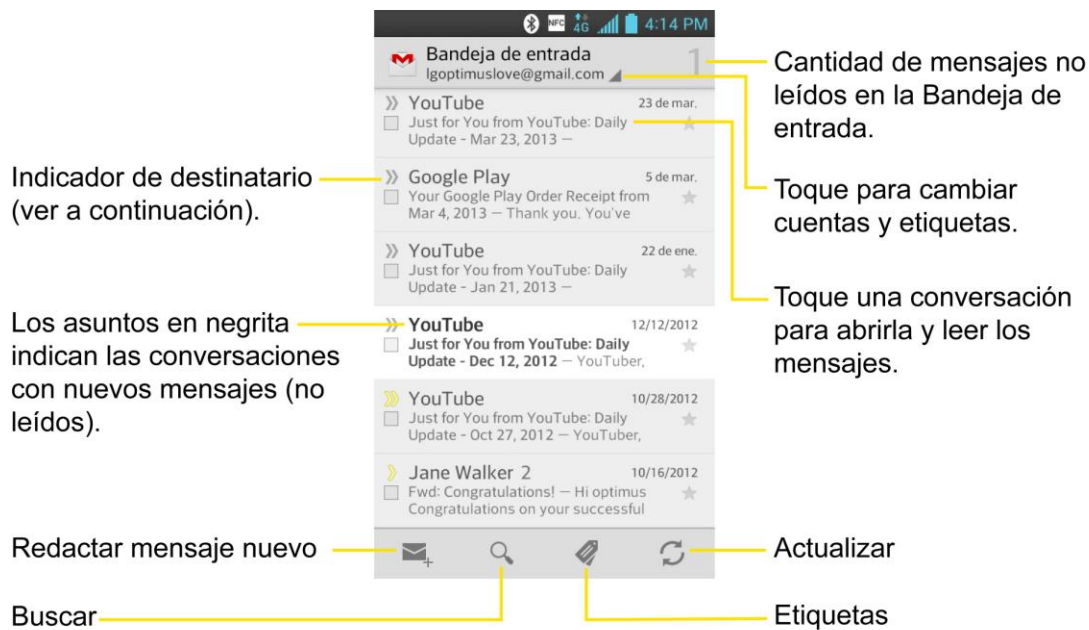 NFC 4G 4:14 PM
Bandeja de entrada
lgoptimuslove@gmail.com
1
YouTube 23 de mar.
Just for You from YouTube: Daily
Update - Mar 23, 2013 —
Google Play 5 de mar.
Your Google Play Order Receipt from
Mar 4, 2013 — Thank you. You've
YouTube 22 de ene.
Just for You from YouTube: Daily
Update - Jan 21, 2013 —
YouTube 12/12/2012
Just for You from YouTube: Daily
Update - Dec 12, 2012 — YouTuber,
YouTube 10/28/2012
Just for You from YouTube: Daily
Update - Oct 27, 2012 — YouTuber,
Jane Walker 2 10/16/2012
Fwd: Congratulations! — Hi optimus
Congratulations on your successful
Indicador de destinatario
(ver a continuación).
Los asuntos en negrita
indican las conversaciones
con nuevos mensajes (no
leídos).
Redactar mensaje nuevo
Buscar
Cantidad de mensajes no
leídos en la Bandeja de
entrada.
Toque para cambiar
cuentas y etiquetas.
Toque una conversación
para abrirla y leer los
mensajes.
Actualizar
Etiquetas